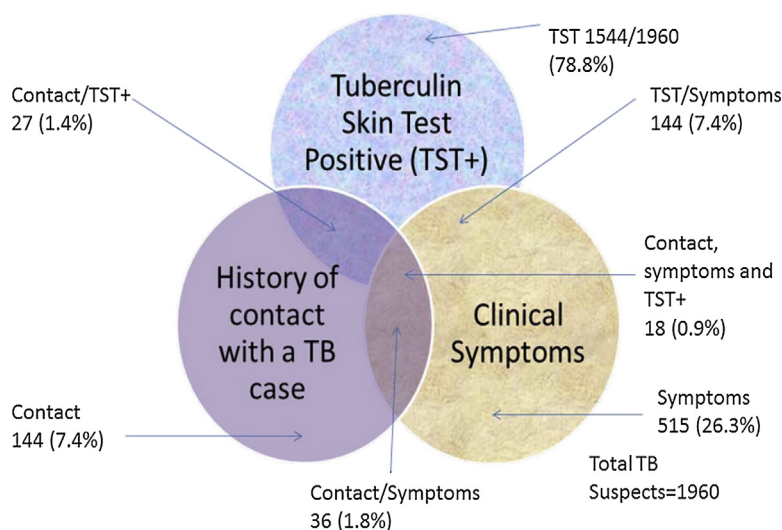 TST 1544/1960
(78.8%)
Contact/TST+
27 (1.4%)
Tuberculin
Skin Test
Positive (TST+)
TST/Symptoms
144 (7.4%)
History of
contact
with a TB
case
Clinical
Symptoms
Contact,
symptoms and
TST+
18 (0.9%)
Contact
144 (7.4%)
Symptoms
515 (26.3%)
Contact/Symptoms
36 (1.8%)
Total TB
Suspects=1960